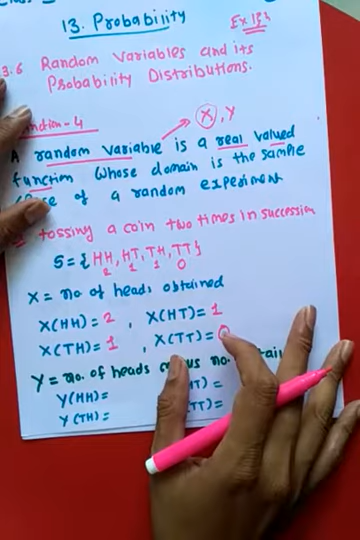 13. Probability
Ex 13.3
3.6 Random Variables and its
Probability Distributions.
X, Y
A random variable is a real valued
function whose domain is the sample
of a random experiment
tossing a coin two times in succession
S = {HH, HT, TH, TT}
2 1 1 0
X = no of heads obtained
X(HH) = 2 , X(HT) = 1
X(TH) = 1 , X(TT) = 0
Y = no. of heads
Y(HH) =
Y(TH) =